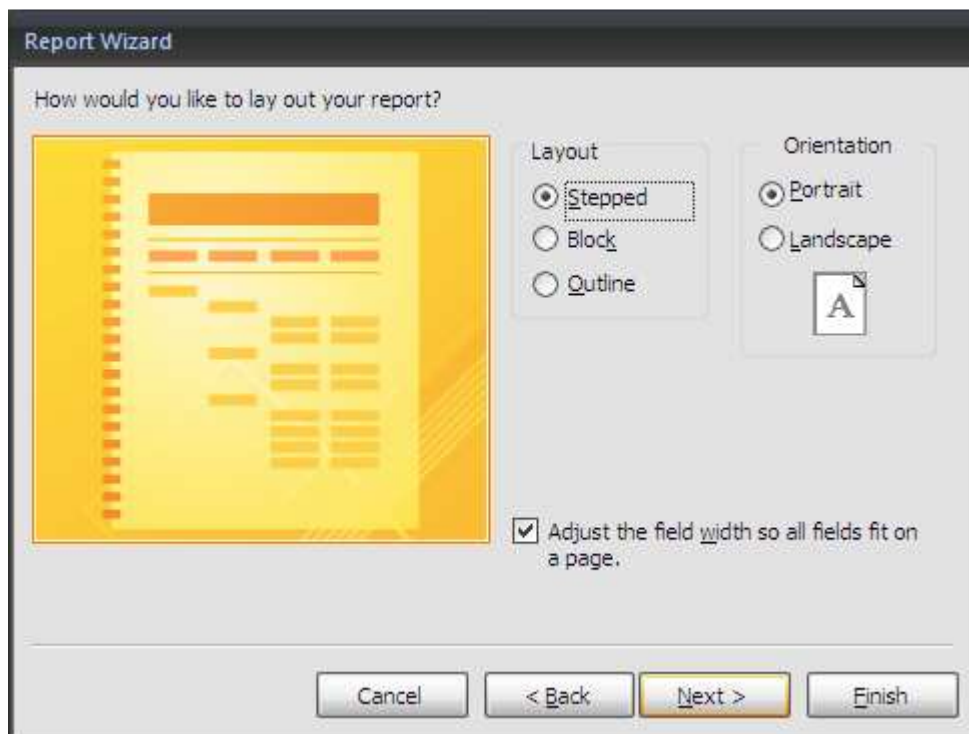 Report Wizard
How would you like to lay out your report?
Layout
Stepped
Block
Outline
Orientation
Portrait
Landscape
A
Adjust the field width so all fields fit on
a page.
Cancel
< Back
Next >
Finish